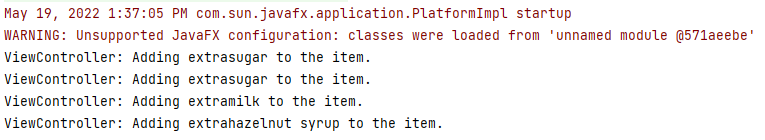 May 19, 2022 1:37:05 PM com.sun.javafx.application.PlatformImpl startup
WARNING: Unsupported JavaFX configuration: classes were loaded from 'unnamed module @571aeebe'
ViewController: Adding extrasugar to the item.
ViewController: Adding extrasugar to the item.
ViewController: Adding extramilk to the item.
ViewController: Adding extrahazelnut syrup to the item.